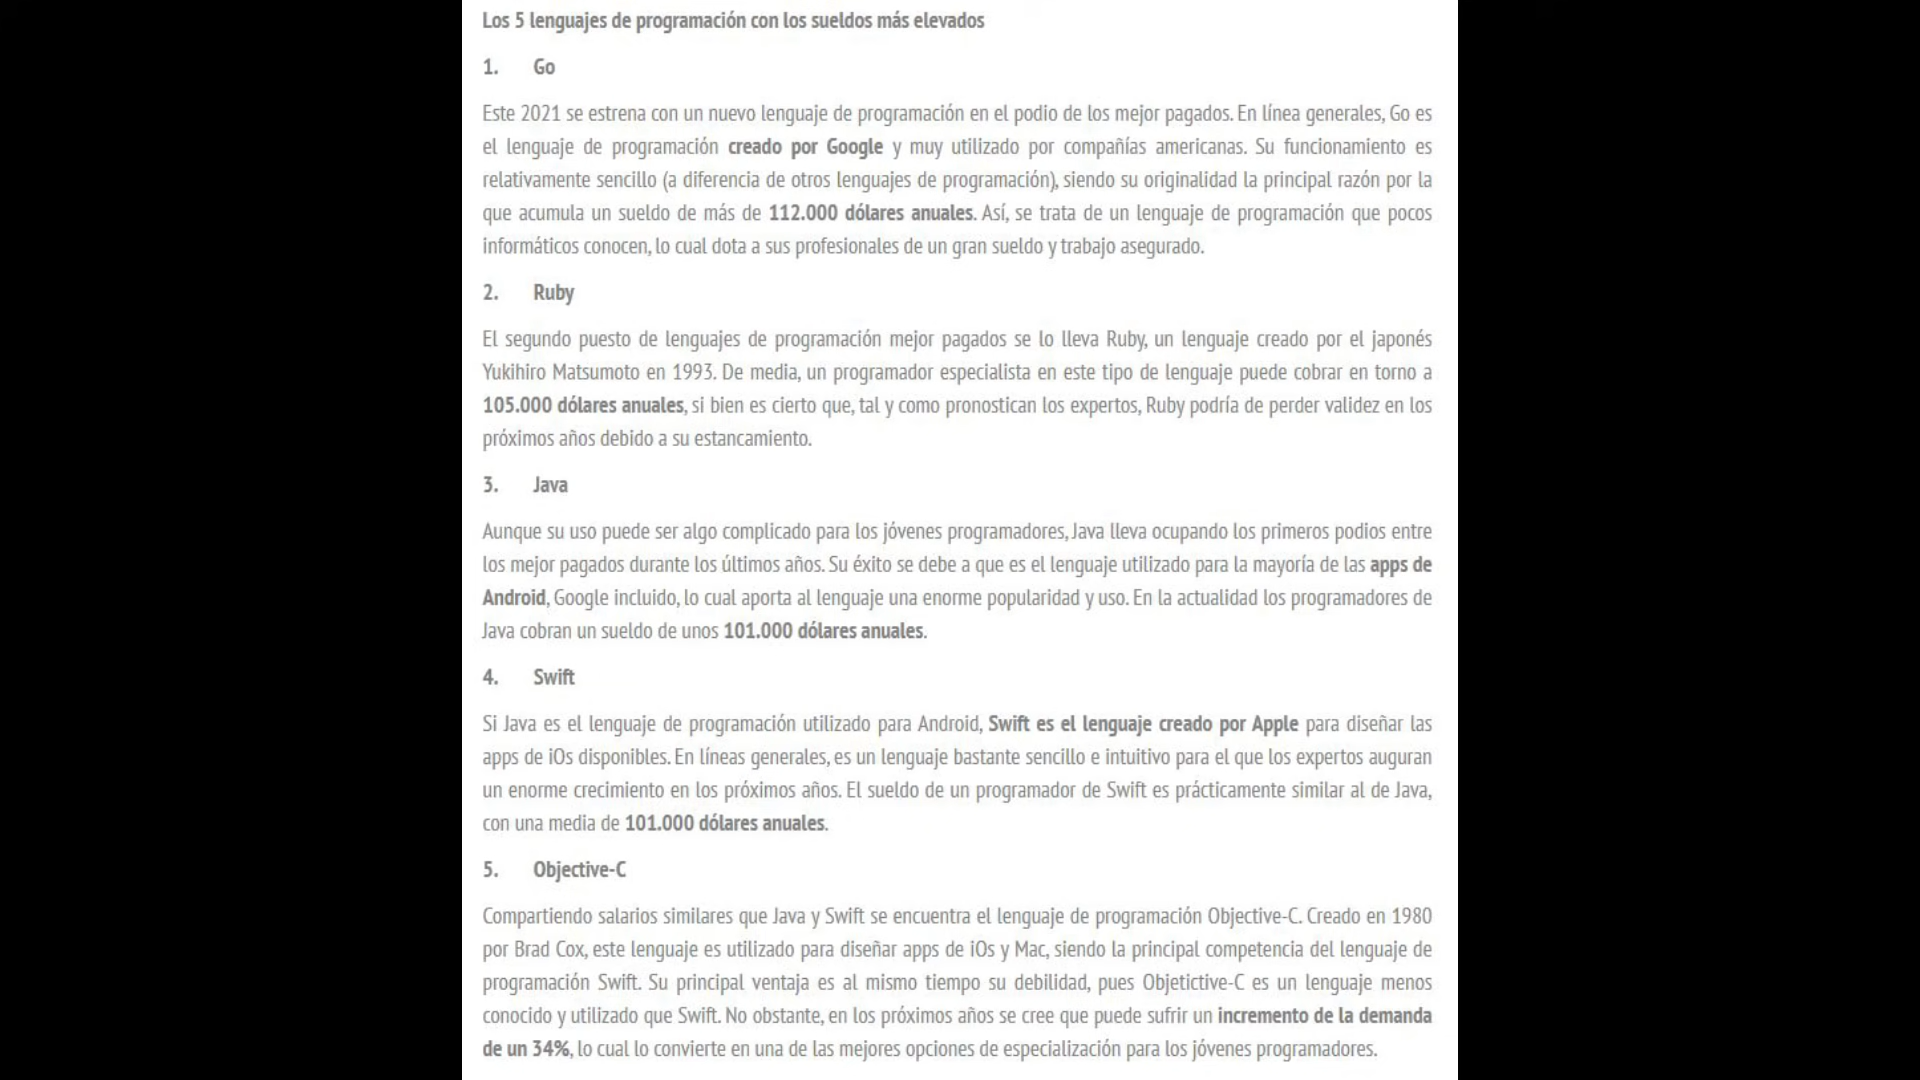 Los 5 lenguajes de programación con los sueldos más elevados
1. Go
Este 2021 se estrena con un nuevo lenguaje de programación en el podio de los mejor pagados. En línea generales, Go es
el lenguaje de programación creado por Google y muy utilizado por compañías americanas. Su funcionamiento es
relativamente sencillo (a diferencia de otros lenguajes de programación), siendo su originalidad la principal razón por la
que acumula un sueldo de más de 112.000 dólares anuales. Así, se trata de un lenguaje de programación que pocos
informáticos conocen, lo cual dota a sus profesionales de un gran sueldo y trabajo asegurado.
2. Ruby
El segundo puesto de lenguajes de programación mejor pagados se lo lleva Ruby, un lenguaje creado por el japonés
Yukihiro Matsumoto en 1993. De media, un programador especialista en este tipo de lenguaje puede cobrar en torno a
105.000 dólares anuales, si bien es cierto que, tal y como pronostican los expertos, Ruby podría de perder validez en los
próximos años debido a su estancamiento.
3. Java
Aunque su uso puede ser algo complicado para los jóvenes programadores, Java lleva ocupando los primeros podios entre
los mejor pagados durante los últimos años. Su éxito se debe a que es el lenguaje utilizado para la mayoría de las apps de
Android, Google incluido, lo cual aporta al lenguaje una enorme popularidad y uso. En la actualidad los programadores de
Java cobran un sueldo de unos 101.000 dólares anuales.
4. Swift
Si Java es el lenguaje de programación utilizado para Android, Swift es el lenguaje creado por Apple para diseñar las
apps de iOs disponibles. En líneas generales, es un lenguaje bastante sencillo e intuitivo para el que los expertos auguran
un enorme crecimiento en los próximos años. El sueldo de un programador de Swift es prácticamente similar al de Java,
con una media de 101.000 dólares anuales.
5. Objective-C
Compartiendo salarios similares que Java y Swift se encuentra el lenguaje de programación Objective-C. Creado en 1980
por Brad Cox, este lenguaje es utilizado para diseñar apps de iOs y Mac, siendo la principal competencia del lenguaje de
programación Swift. Su principal ventaja es al mismo tiempo su debilidad, pues Objetictive-C es un lenguaje menos
conocido y utilizado que Swift. No obstante, en los próximos años se cree que puede sufrir un incremento de la demanda
de un 34%, lo cual lo convierte en una de las mejores opciones de especialización para los jóvenes programadores.